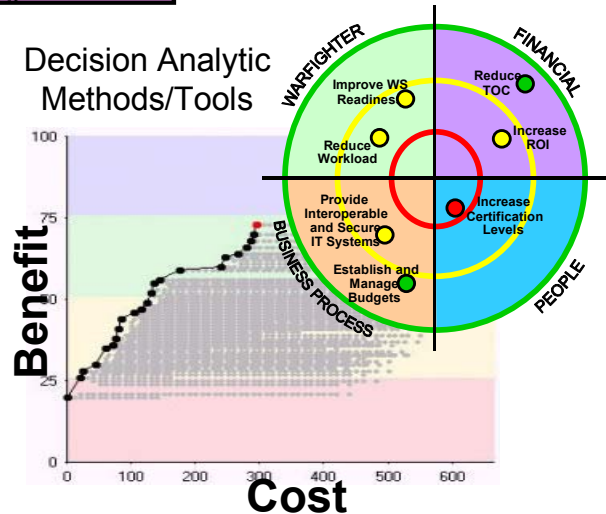 Decision Analytic
Methods/Tools
WARFIGHTER
FINANCIAL
Improve WS
Readines
Reduce
TOC
Reduce
Workload
Increase
ROI
Provide
Interoperable
and Secure
IT Systems
Increase
Certification
Levels
Establish and
Manage
Budgets
BUSINESS PROCESS
PEOPLE
Benefit
100
75
50
25
0
0 100 200 300 400 500 600
Cost